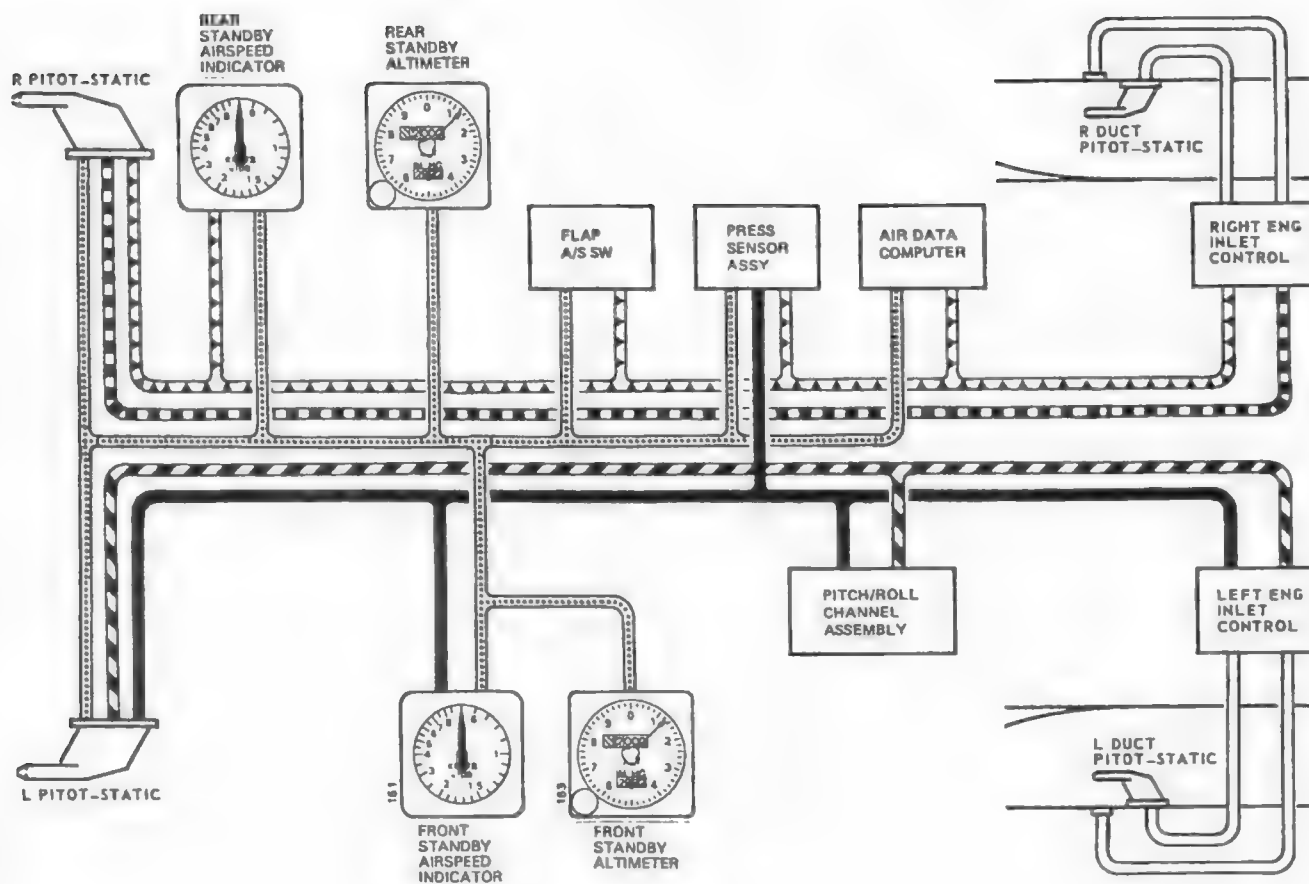 REAR
STANDBY
AIRSPEED
INDICATOR
REAR
STANDBY
ALTIMETER
R PITOT-STATIC
R DUCT
PITOT-STATIC
FLAP
A/S SW
PRESS
SENSOR
ASSY
AIR DATA
COMPUTER
RIGHT ENG
INLET
CONTROL
PITCH/ROLL
CHANNEL
ASSEMBLY
LEFT ENG
INLET
CONTROL
L DUCT
PITOT-STATIC
L PITOT-STATIC
161
163
FRONT
STANDBY
AIRSPEED
INDICATOR
FRONT
STANDBY
ALTIMETER